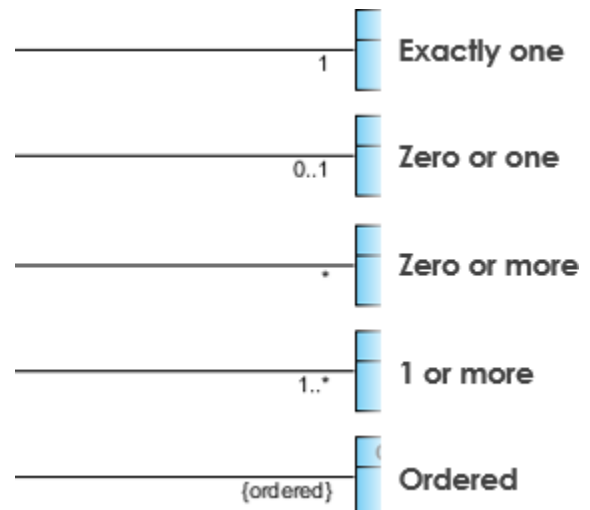 Exactly one
1
Zero or one
0..1
Zero or more
*
1 or more
1..*
Ordered
{ordered}